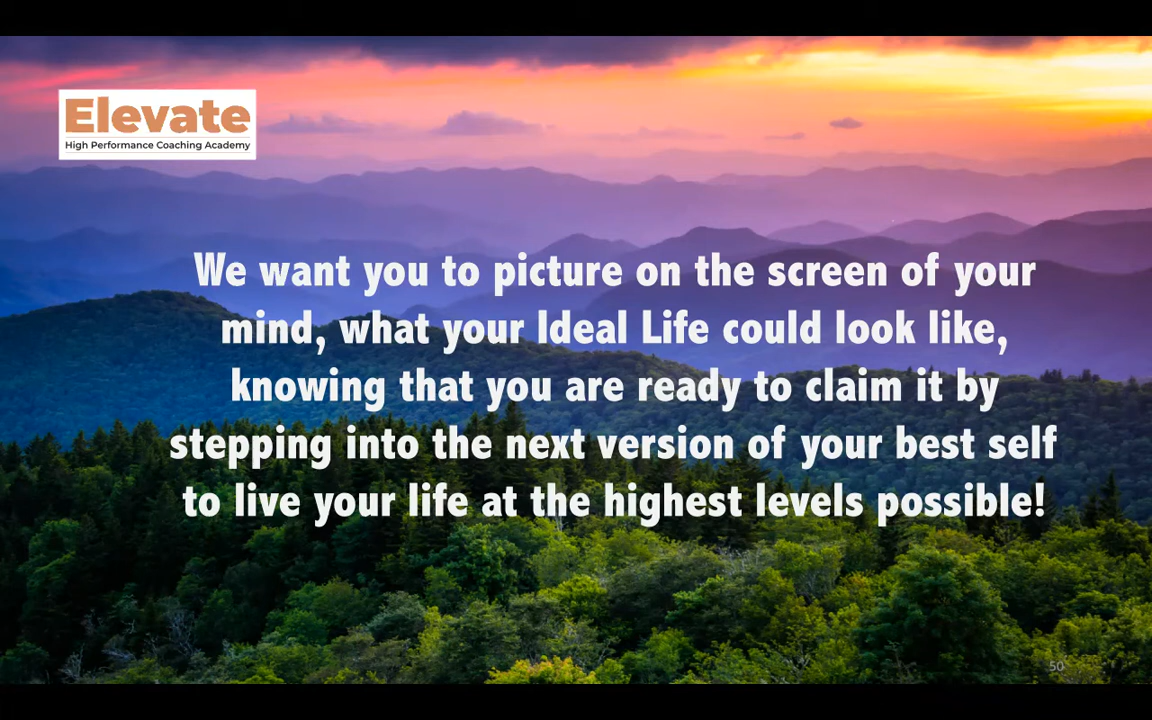 Elevate
High Performance Coaching Academy
We want you to picture on the screen of your
mind, what your Ideal Life could look like,
knowing that you are ready to claim it by
stepping into the next version of your best self
to live your life at the highest levels possible!
50